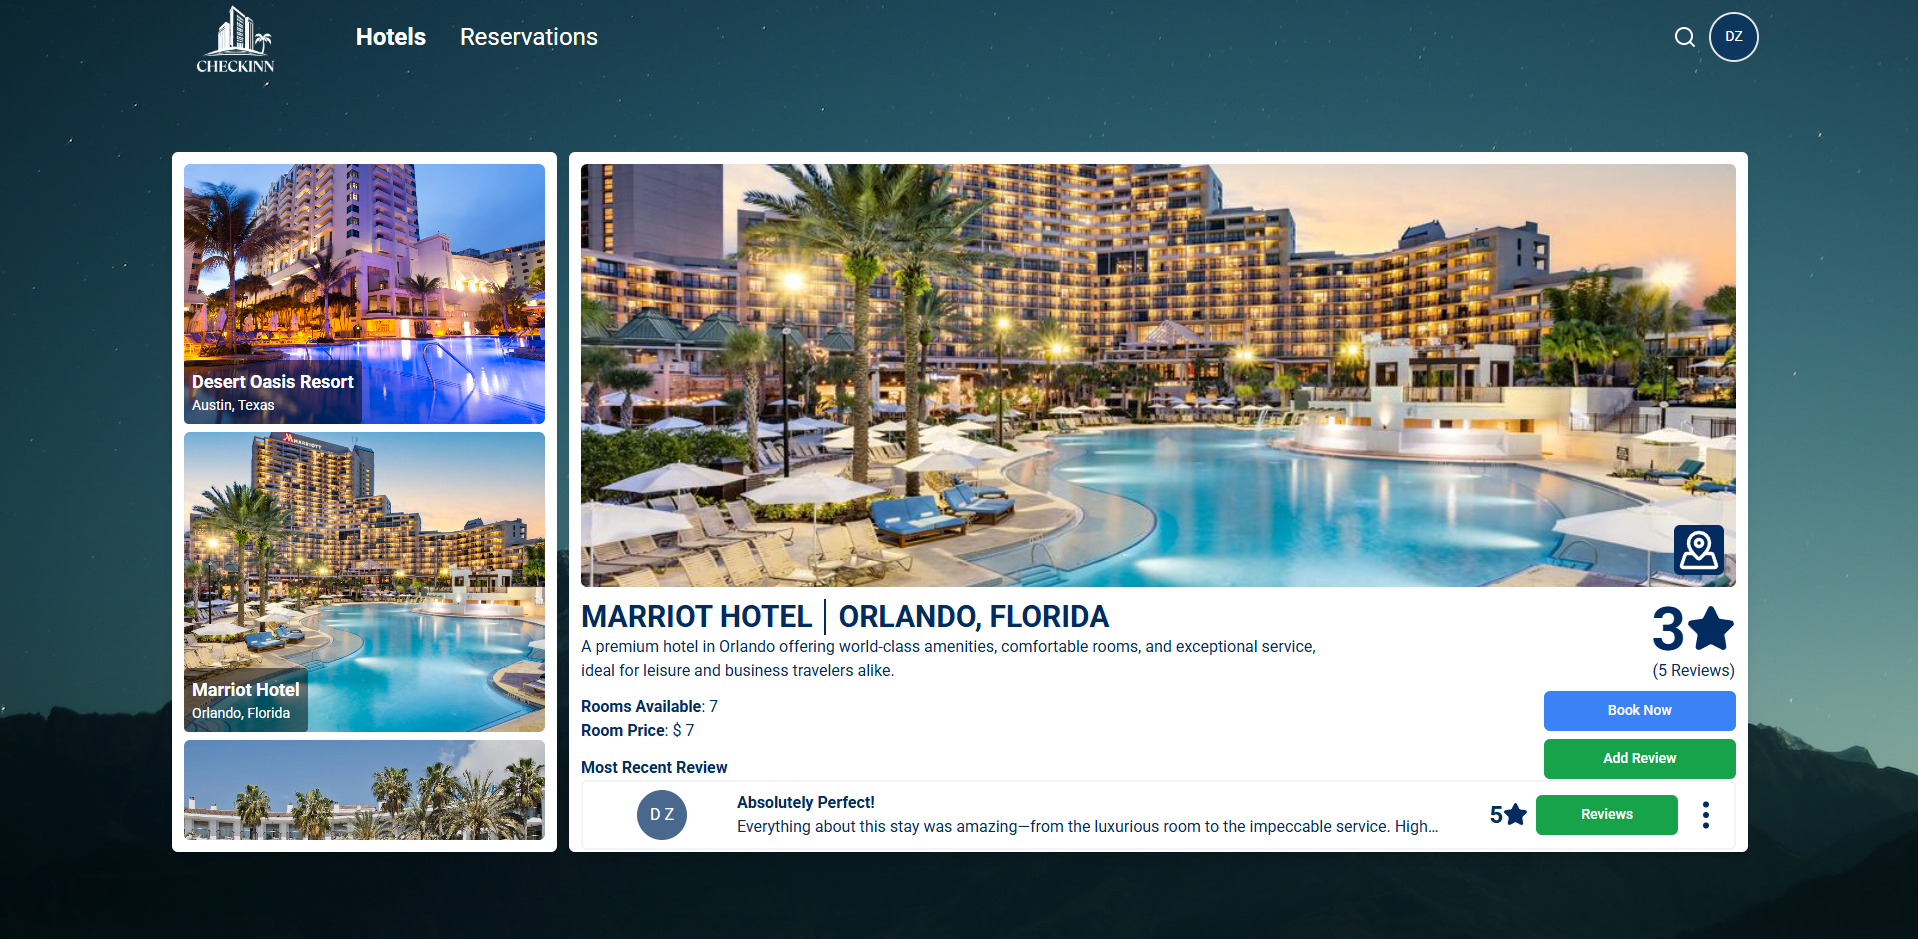 CHECKINN
Hotels
Reservations
DZ
Desert Oasis Resort
Austin, Texas
MARRIOTT
Marriot Hotel
Orlando, Florida
MARRIOT HOTEL | ORLANDO, FLORIDA
3
A premium hotel in Orlando offering world-class amenities, comfortable rooms, and exceptional service,
ideal for leisure and business travelers alike.
(5 Reviews)
Rooms Available: 7
Room Price: $ 7
Book Now
Add Review
Most Recent Review
D Z
Absolutely Perfect!
Everything about this stay was amazing—from the luxurious room to the impeccable service. High...
5
Reviews